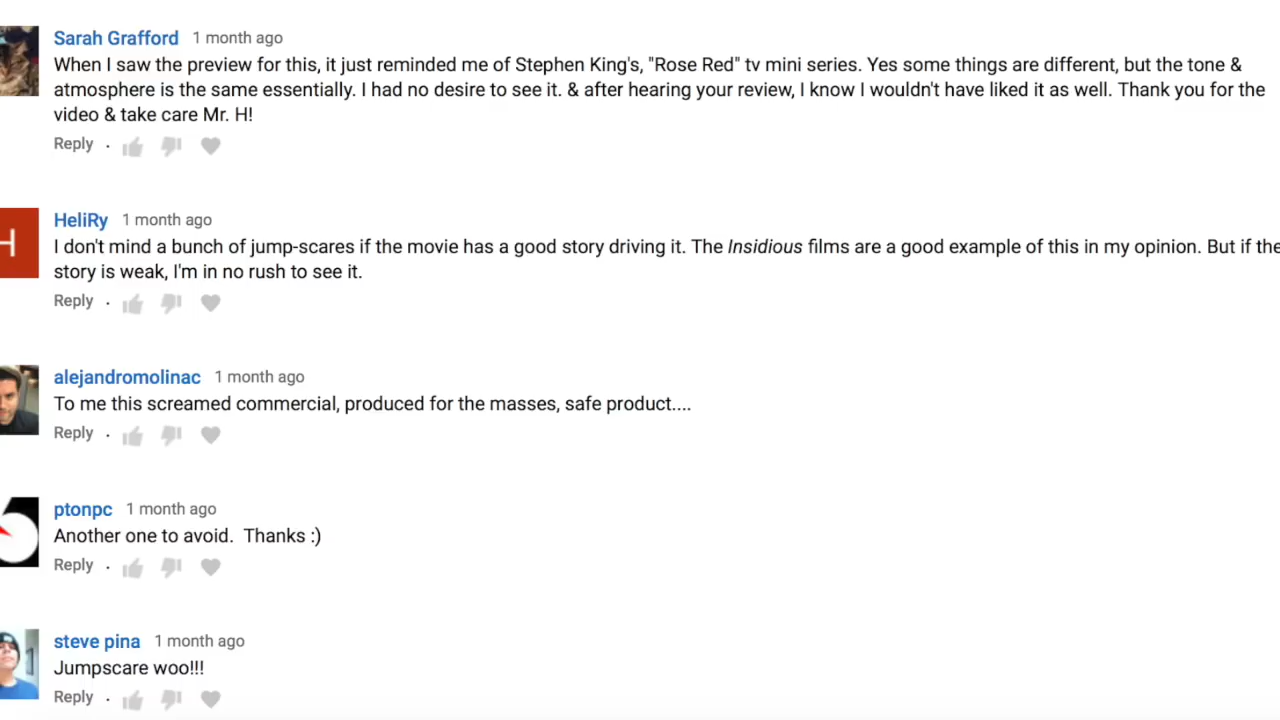 Sarah Grafford 1 month ago
When I saw the preview for this, it just reminded me of Stephen King's, "Rose Red" tv mini series. Yes some things are different, but the tone &
atmosphere is the same essentially. I had no desire to see it. & after hearing your review, I know I wouldn't have liked it as well. Thank you for the
video & take care Mr. H!
Reply ·
H
HeliRy 1 month ago
I don't mind a bunch of jump-scares if the movie has a good story driving it. The Insidious films are a good example of this in my opinion. But if the
story is weak, I'm in no rush to see it.
Reply ·
alejandromolinac 1 month ago
To me this screamed commercial, produced for the masses, safe product....
Reply ·
ptonpc 1 month ago
Another one to avoid.  Thanks :)
Reply ·
steve pina 1 month ago
Jumpscare woo!!!
Reply ·